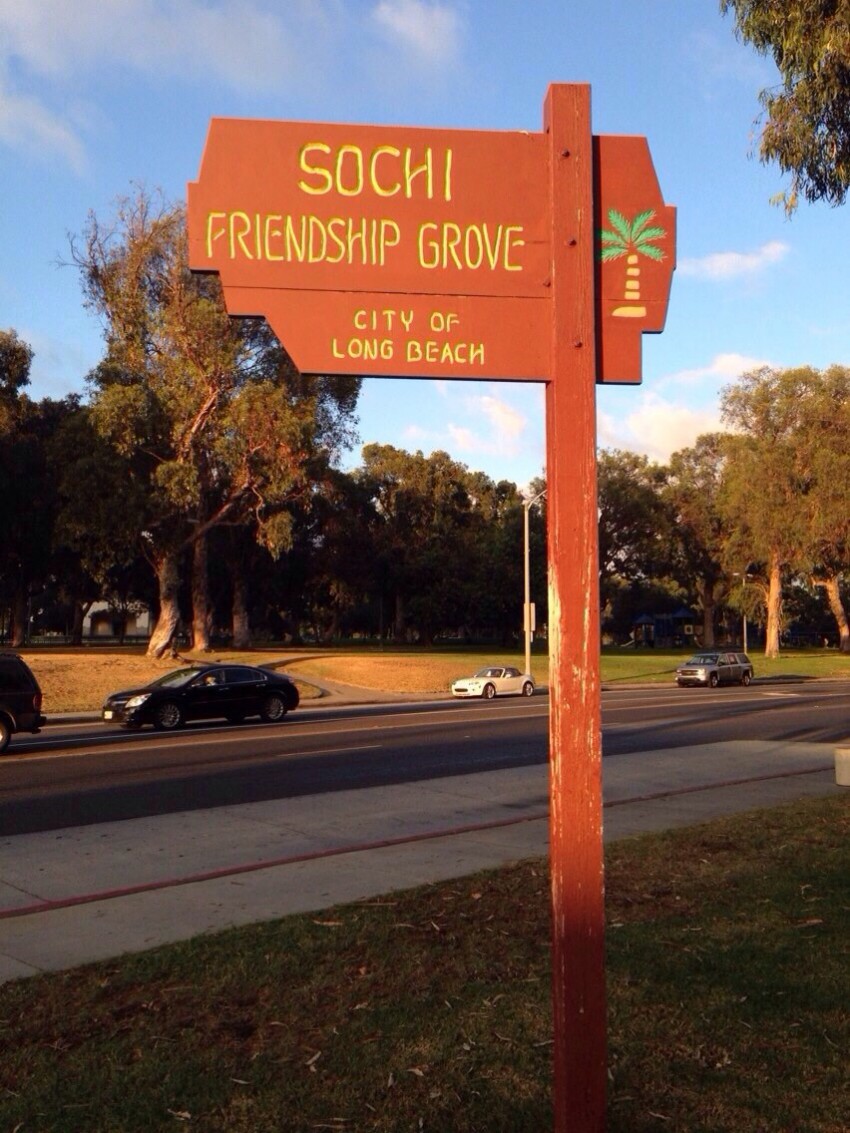 SOCHI
FRIENDSHIP GROVE
CITY OF
LONG BEACH